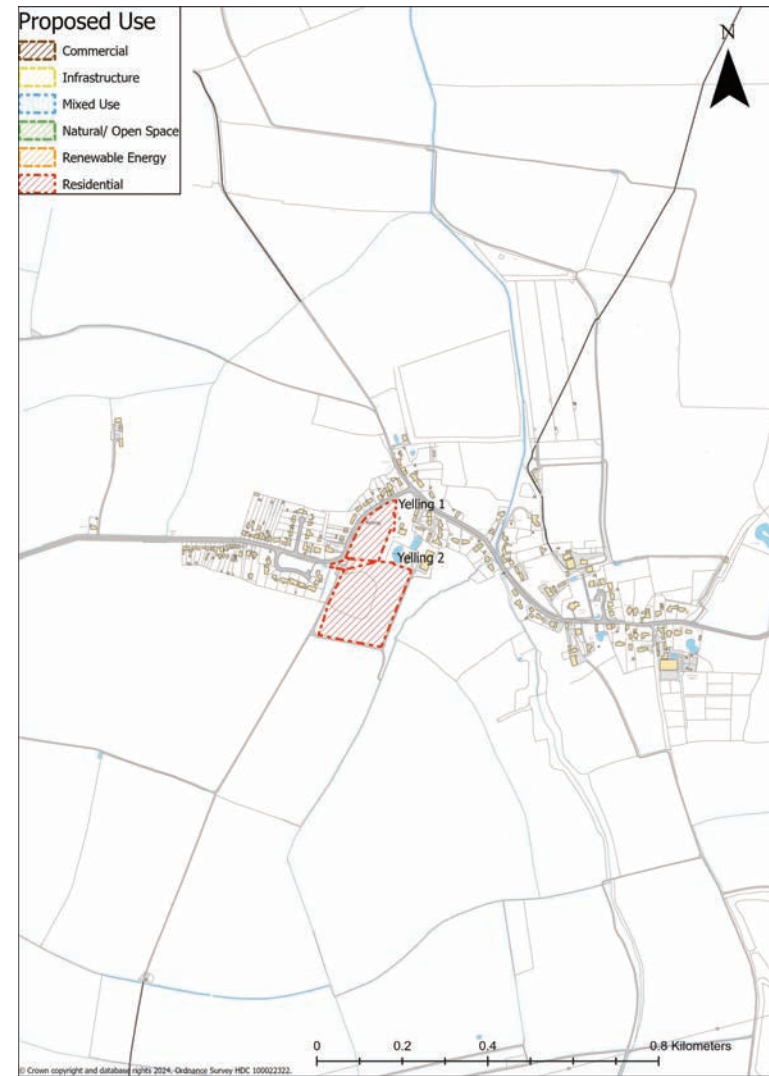 Proposed Use
Commercial
Infrastructure
Mixed Use
Natural/ Open Space
Renewable Energy
Residential
N
Yelling 1
Yelling 2
0 0.2 0.4 0.8 Kilometers
© Crown copyright and database rights 2024, Ordnance Survey HDC 100022322.